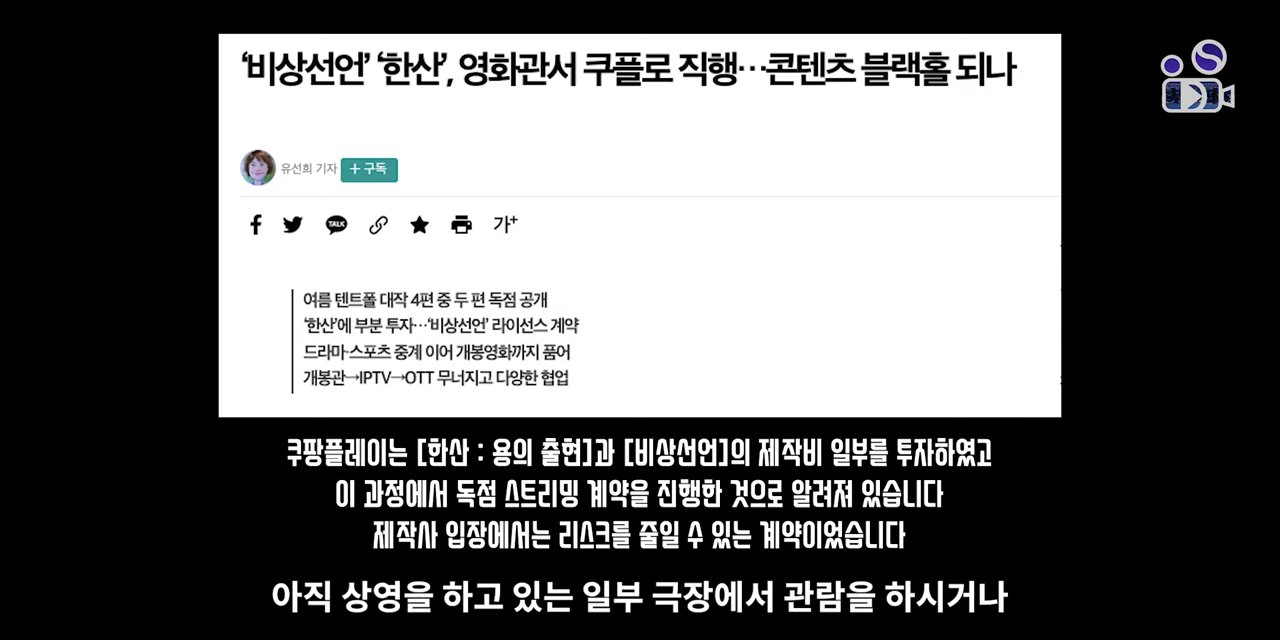 ‘비상선언’ ‘한산’, 영화관서 쿠플로 직행…콘텐츠 블랙홀 되나
유선희 기자 + 구독
TALK 가+
여름 텐트폴 대작 4편 중 두 편 독점 공개
‘한산’에 부분 투자…‘비상선언’ 라이선스 계약
드라마·스포츠 중계 이어 개봉영화까지 품어
개봉관→IPTV→OTT 무너지고 다양한 협업
쿠팡플레이는 [한산 : 용의 출현]과 [비상선언]의 제작비 일부를 투자하였고
이 과정에서 독점 스트리밍 계약을 진행한 것으로 알려져 있습니다
제작사 입장에서는 리스크를 줄일 수 있는 계약이었습니다
아직 상영을 하고 있는 일부 극장에서 관람을 하시거나